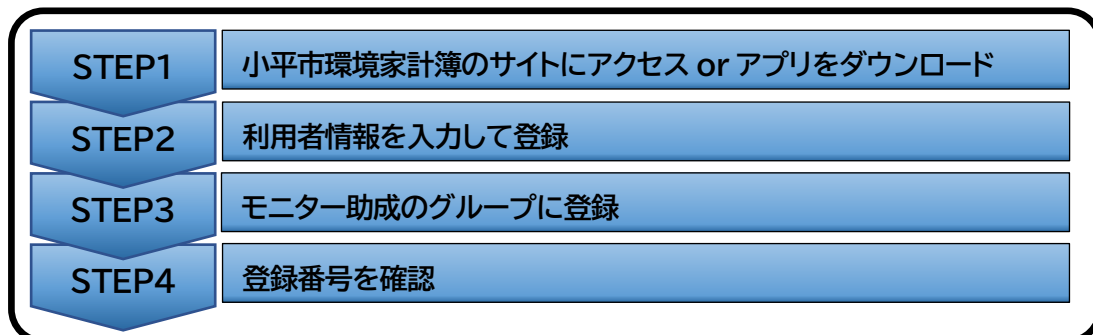 STEP1 小平市環境家計簿のサイトにアクセス or アプリをダウンロード
STEP2 利用者情報を入力して登録
STEP3 モニター助成のグループに登録
STEP4 登録番号を確認